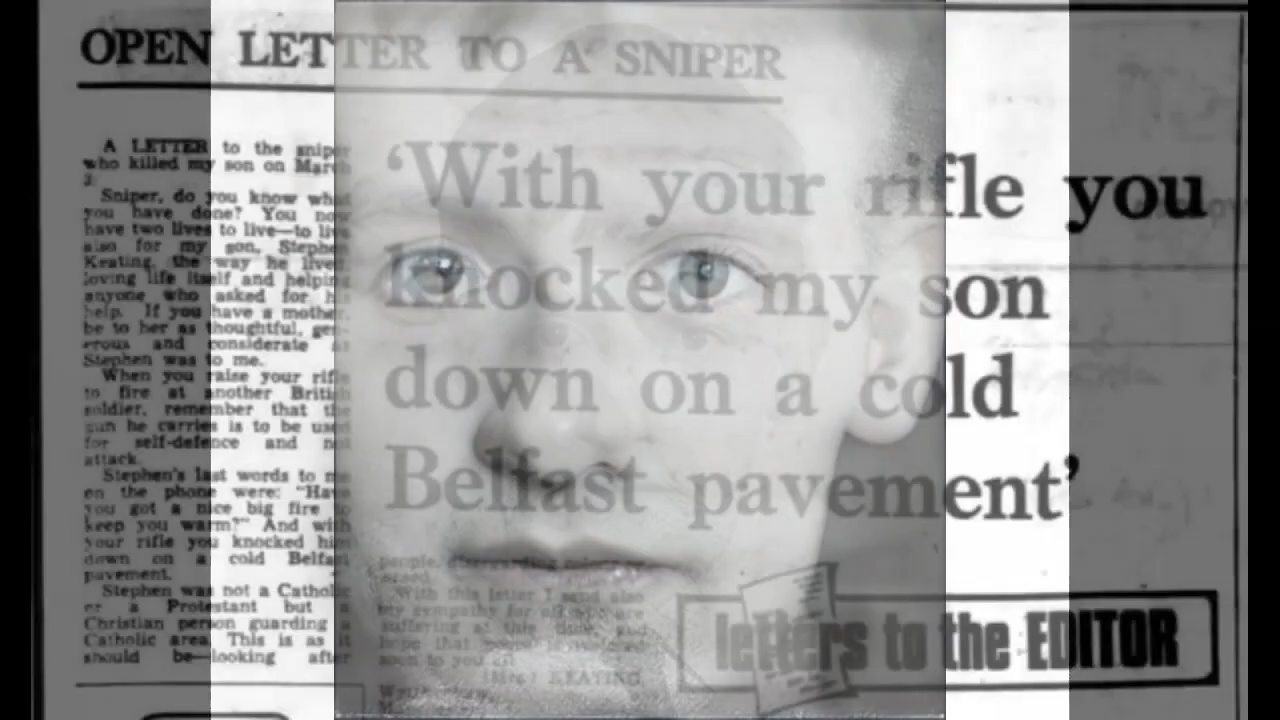 OPEN LETTER TO A SNIPER
A LETTER to the sniper
who killed my son on March
3:
Sniper, do you know what
you have done? You now
have two lives to live—to live
also for my son, Stephen
Keating, the way he lived,
loving life itself and helping
anyone who asked for his
help. If you have a mother,
be to her as thoughtful, gen-
erous and considerate as
Stephen was to me.
When you raise your rifle
to fire at another British
soldier, remember that the
gun he carries is to be used
for self-defence and not
attack.
Stephen's last words to me
on the phone were: "Have
you got a nice big fire to
keep you warm?" And with
your rifle you knocked him
down on a cold Belfast
pavement.
Stephen was not a Catholic
or a Protestant but a
Christian person guarding a
Catholic area. This is as it
should be—looking after
people,
With this letter I send also
my sympathy for all who are
suffering at this time, and
hope that
soon to you all
(Mrs.) KEATING
'With your rifle you
knocked my son
down on a cold
Belfast pavement'
letters to the EDITOR